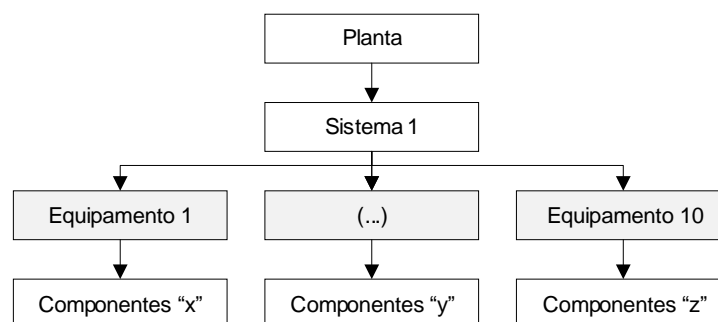 Planta
Sistema 1
Equipamento 1
(...)
Equipamento 10
Componentes “x”
Componentes “y”
Componentes “z”